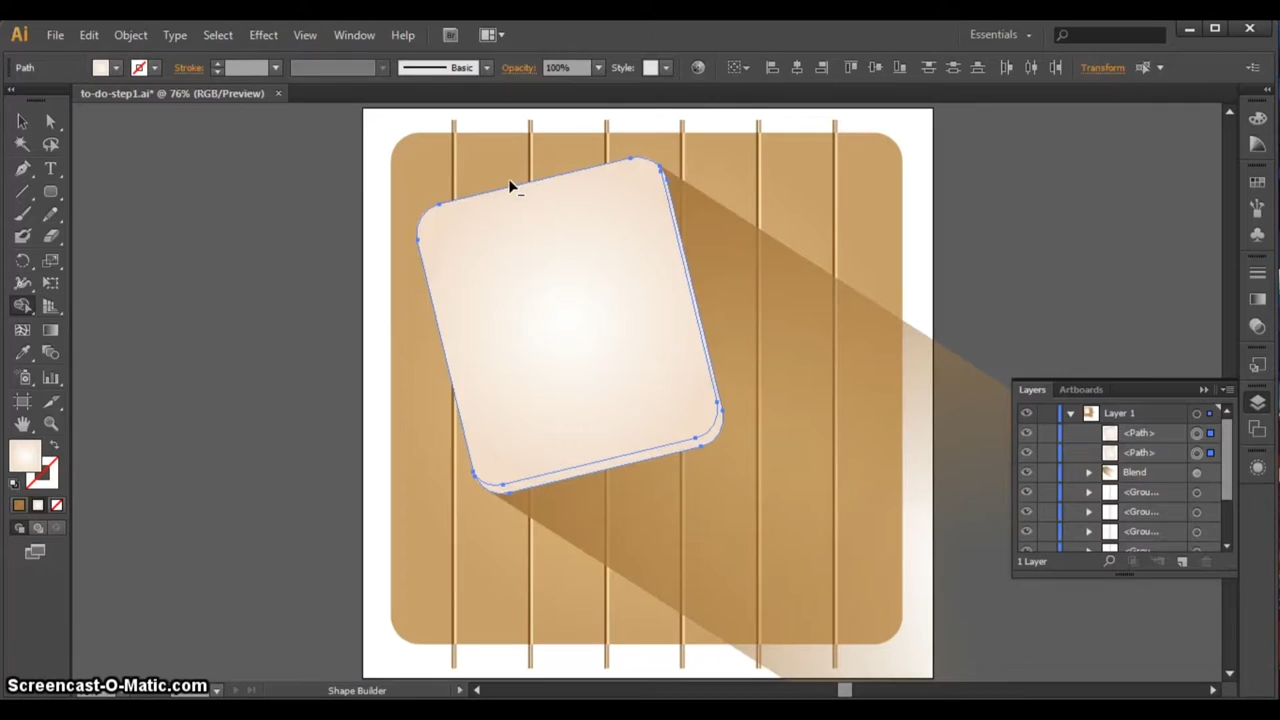 Ai File Edit Object Type Select Effect View Window Help Br Essentials
Path Stroke: Basic Opacity: 100% Style: Transform
to-do-step1.ai* @ 76% (RGB/Preview) ×
Layers Artboards
Layer 1
<Path>
<Path>
Blend
<Grou...
<Grou...
<Grou...
1 Layer
Screencast-O-Matic.com Shape Builder